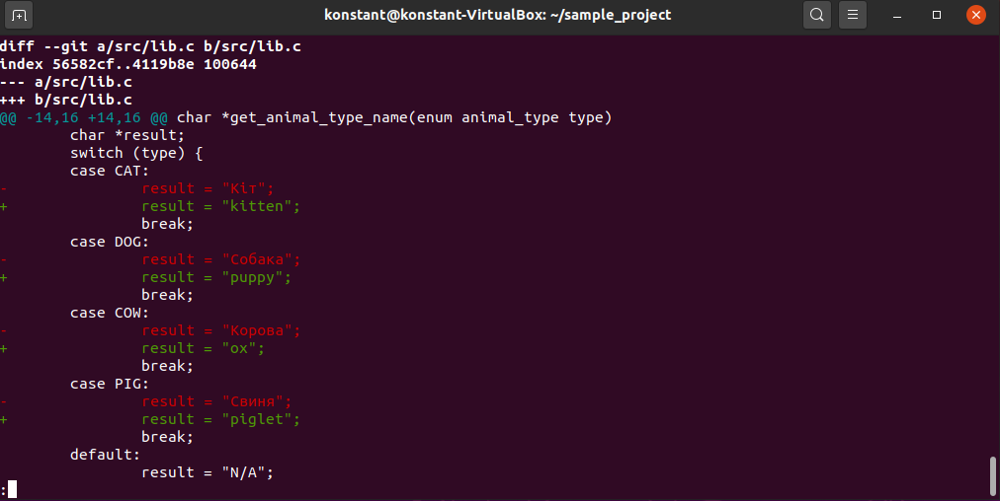 konstant@konstant-VirtualBox: ~/sample_project
diff --git a/src/lib.c b/src/lib.c
index 56582cf..4119b8e 100644
--- a/src/lib.c
+++ b/src/lib.c
@@ -14,16 +14,16 @@ char *get_animal_type_name(enum animal_type type)
        char *result;
        switch (type) {
        case CAT:
-               result = "Кіт";
+               result = "kitten";
                break;
        case DOG:
-               result = "Собака";
+               result = "puppy";
                break;
        case COW:
-               result = "Корова";
+               result = "ox";
                break;
        case PIG:
-               result = "Свиня";
+               result = "piglet";
                break;
        default:
                result = "N/A";
: